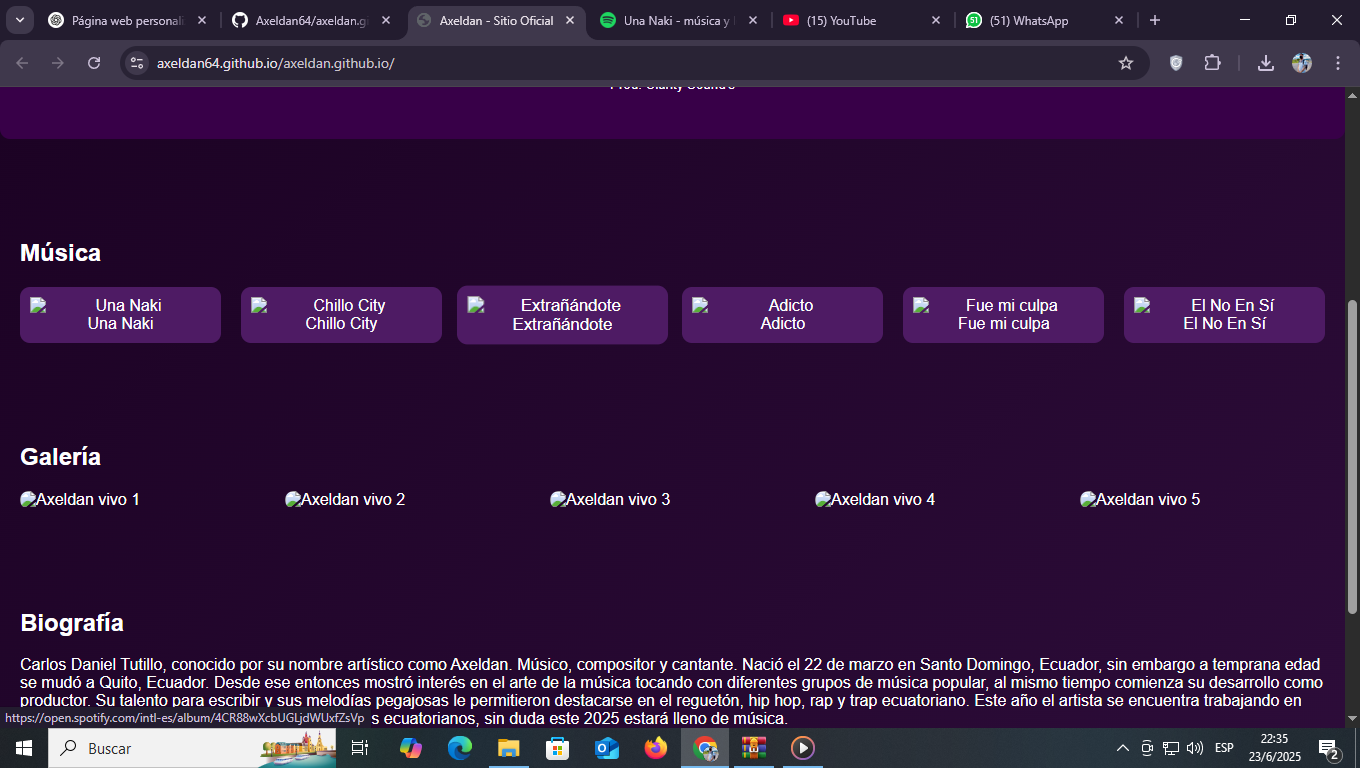 Página web personali
Axeldan64/axeldan.gi
Axeldan - Sitio Oficial
Una Naki - música y
(15) YouTube
(51) WhatsApp
axeldan64.github.io/axeldan.github.io/
Música
Una Naki
Una Naki
Chillo City
Chillo City
Extrañándote
Extrañándote
Adicto
Adicto
Fue mi culpa
Fue mi culpa
El No En Sí
El No En Sí
Galería
Axeldan vivo 1
Axeldan vivo 2
Axeldan vivo 3
Axeldan vivo 4
Axeldan vivo 5
Biografía
Carlos Daniel Tutillo, conocido por su nombre artístico como Axeldan. Músico, compositor y cantante. Nació el 22 de marzo en Santo Domingo, Ecuador, sin embargo a temprana edad
se mudó a Quito, Ecuador. Desde ese entonces mostró interés en el arte de la música tocando con diferentes grupos de música popular, al mismo tiempo comienza su desarrollo como
productor. Su talento para escribir y sus melodías pegajosas le permitieron destacarse en el reguetón, hip hop, rap y trap ecuatoriano. Este año el artista se encuentra trabajando en
s ecuatorianos, sin duda este 2025 estará lleno de música.
https://open.spotify.com/intl-es/album/4CR88wXcbUGLjdWUxfZsVp
Buscar
ESP
22:35
23/6/2025
2